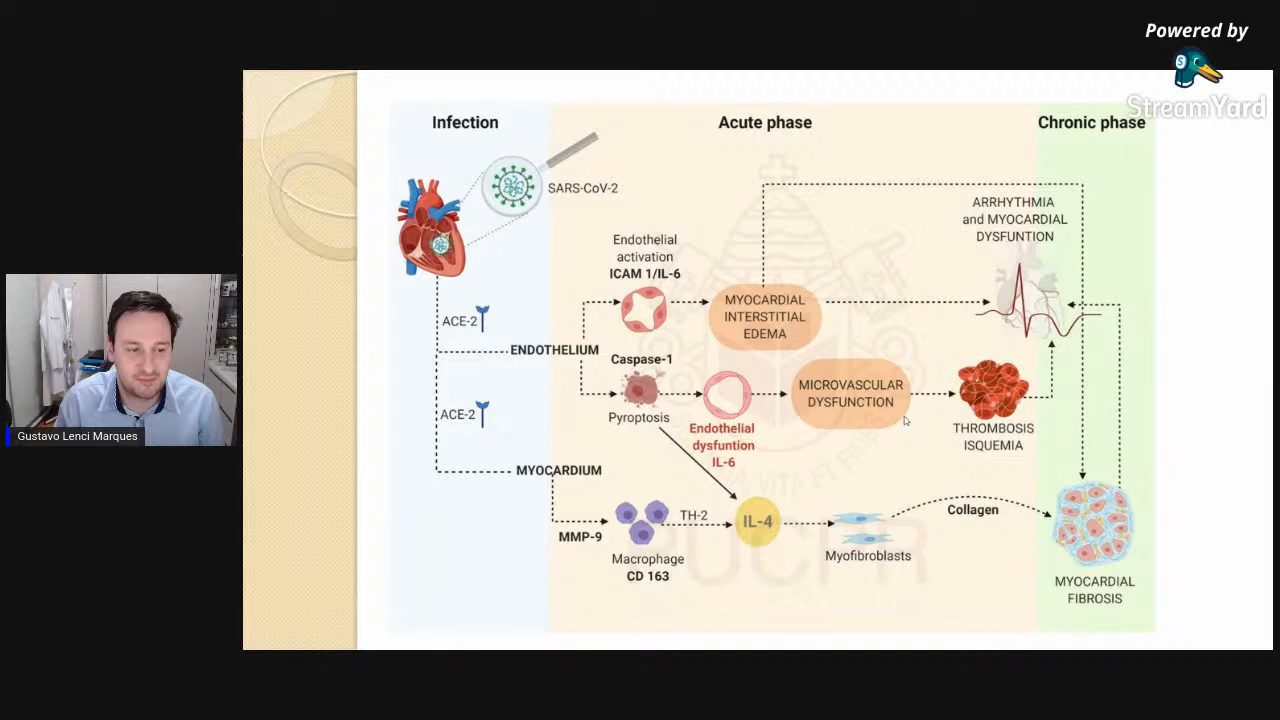 Powered by
StreamYard
Infection
Acute phase
Chronic phase
SARS-CoV-2
ARRHYTHMIA
and MYOCARDIAL
DYSFUNTION
Endothelial
activation
ICAM 1/IL-6
MYOCARDIAL
INTERSTITIAL
EDEMA
ACE-2
ENDOTHELIUM
Caspase-1
Pyroptosis
Endothelial
dysfuntion
IL-6
MICROVASCULAR
DYSFUNCTION
THROMBOSIS
ISQUEMIA
ACE-2
Gustavo Lenci Marques
MYOCARDIUM
MMP-9
Macrophage
CD 163
TH-2
IL-4
Myofibroblasts
Collagen
MYOCARDIAL
FIBROSIS
PUCPR